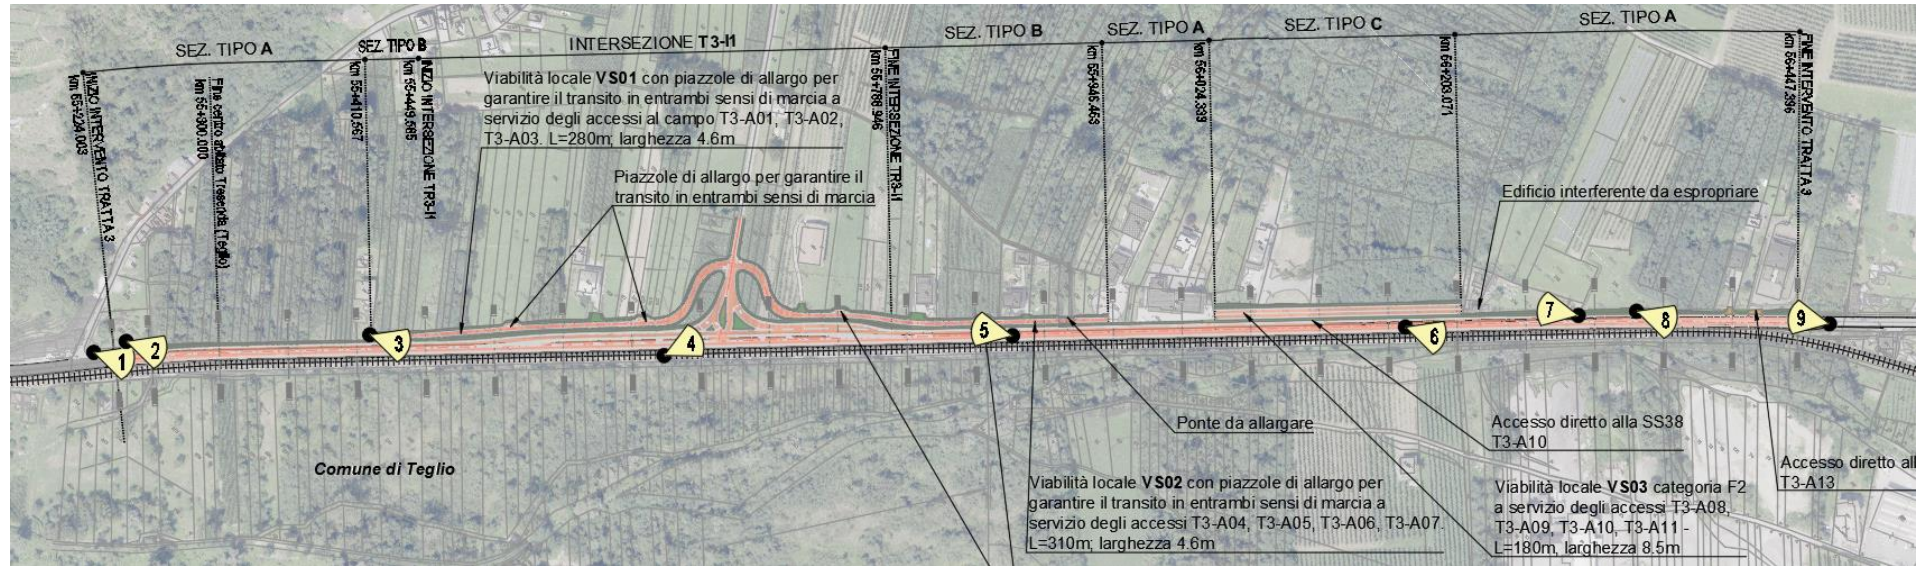 SEZ. TIPO A
SEZ. TIPO B
INTERSEZIONE T3-I1
SEZ. TIPO B
SEZ. TIPO A
SEZ. TIPO C
SEZ. TIPO A
INIZIO INTERVENTO TRATTA 3
km 55+224.003
Fine centro abitato Tresenda (Teglio)
km 55+300.000
km 55+410.567
INIZIO INTERSEZIONE TR3-I1
km 55+449.585
FINE INTERSEZIONE TR3-I1
km 55+788.946
km 55+945.463
km 56+024.333
km 56+203.071
FINE INTERVENTO TRATTA 3
km 56+447.396
Viabilità locale VS01 con piazzole di allargo per
garantire il transito in entrambi sensi di marcia a
servizio degli accessi al campo T3-A01, T3-A02,
T3-A03. L=280m; larghezza 4.6m
Piazzole di allargo per garantire il
transito in entrambi sensi di marcia
Edificio interferente da espropriare
1
2
3
4
5
6
7
8
9
Ponte da allargare
Accesso diretto alla SS38
T3-A10
Accesso diretto all
T3-A13
Comune di Teglio
Viabilità locale VS02 con piazzole di allargo per
garantire il transito in entrambi sensi di marcia a
servizio degli accessi T3-A04, T3-A05, T3-A06, T3-A07.
L=310m; larghezza 4.6m
Viabilità locale VS03 categoria F2
a servizio degli accessi T3-A08,
T3-A09, T3-A10, T3-A11 -
L=180m, larghezza 8.5m